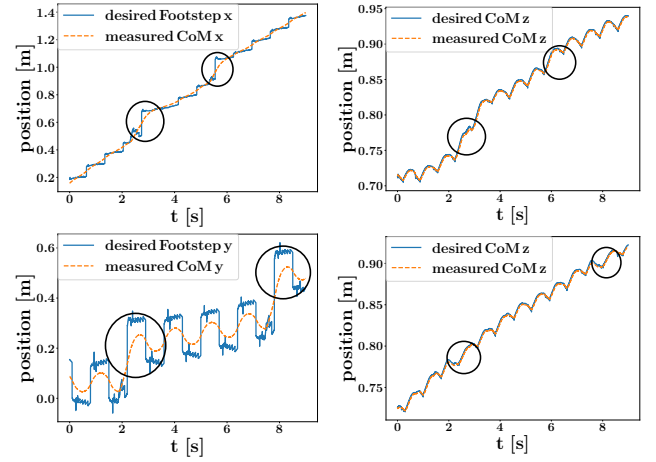 desired Footstep x
measured CoM x
position [m]
1.4
1.2
1.0
0.8
0.6
0.4
0.2
0 2 4 6 8
t [s]
desired CoM z
measured CoM z
position [m]
0.95
0.90
0.85
0.80
0.75
0.70
0 2 4 6 8
t [s]
desired Footstep y
measured CoM y
position [m]
0.6
0.4
0.2
0.0
0 2 4 6 8
t [s]
desired CoM z
measured CoM z
position [m]
0.90
0.85
0.80
0.75
0 2 4 6 8
t [s]